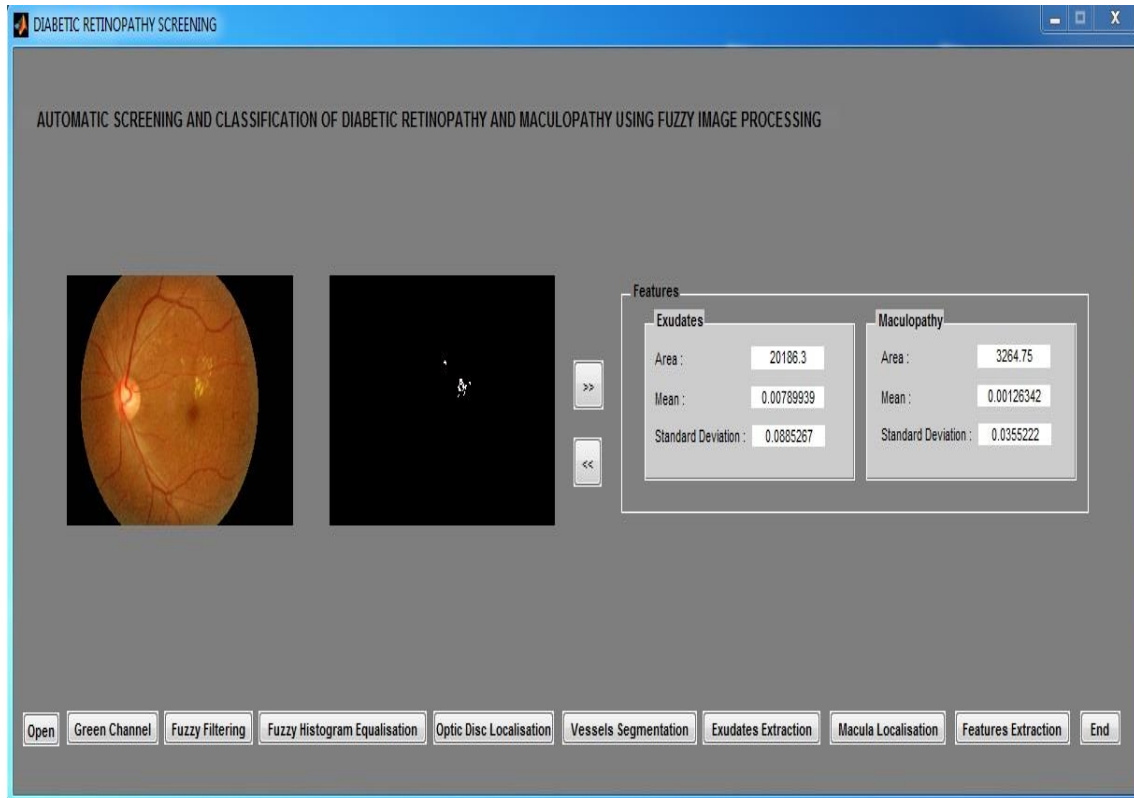 DIABETIC RETINOPATHY SCREENING
X
AUTOMATIC SCREENING AND CLASSIFICATION OF DIABETIC RETINOPATHY AND MACULOPATHY USING FUZZY IMAGE PROCESSING
Features
Exudates
Area : 20186.3
Mean : 0.00789939
Standard Deviation : 0.0885267
Maculopathy
Area : 3264.75
Mean : 0.00126342
Standard Deviation : 0.0355222
>>
<<
Open Green Channel Fuzzy Filtering Fuzzy Histogram Equalisation Optic Disc Localisation Vessels Segmentation Exudates Extraction Macula Localisation Features Extraction End